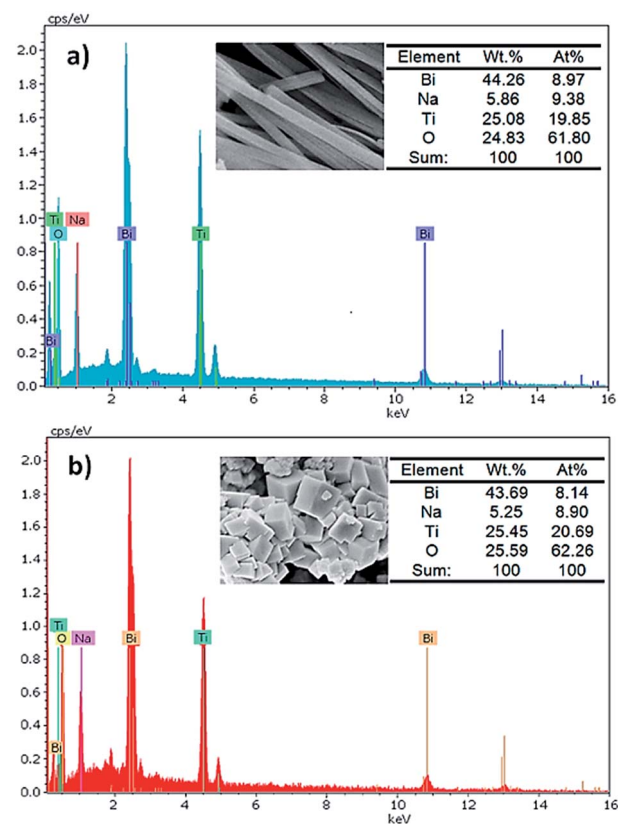 cps/eV
a)
Element Wt.% At%
Bi 44.26 8.97
Na 5.86 9.38
Ti 25.08 19.85
O 24.83 61.80
Sum: 100 100
2.0
1.8
1.6
1.4
1.2
1.0
0.8
0.6
0.4
0.2
0.0
Ti Na
O Bi Ti Bi
Bi
2 4 6 8 10 12 14 16
keV
cps/eV
b)
Element Wt.% At%
Bi 43.69 8.14
Na 5.25 8.90
Ti 25.45 20.69
O 25.59 62.26
Sum: 100 100
2.0
1.8
1.6
1.4
1.2
1.0
0.8
0.6
0.4
0.2
0.0
Ti
O Na Bi Ti Bi
Bi
2 4 6 8 10 12 14 16
keV